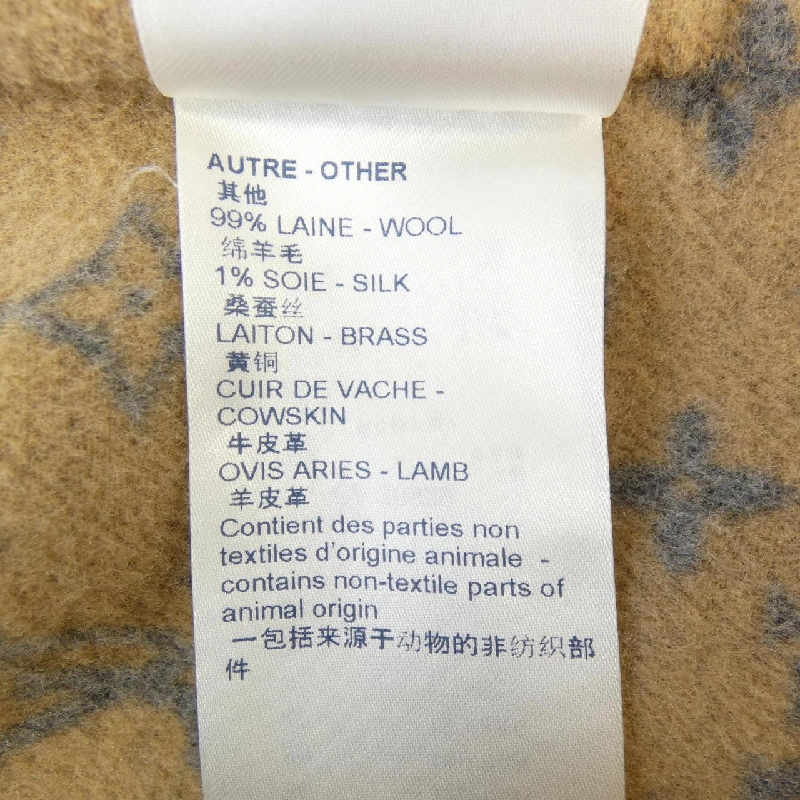 AUTRE - OTHER
其他
99% LAINE - WOOL
绵羊毛
1% SOIE - SILK
桑蚕丝
LAITON - BRASS
黄铜
CUIR DE VACHE -
COWSKIN
牛皮革
OVIS ARIES - LAMB
羊皮革
Contient des parties non
textiles d'origine animale -
contains non-textile parts of
animal origin
一包括来源于动物的非纺织部
件